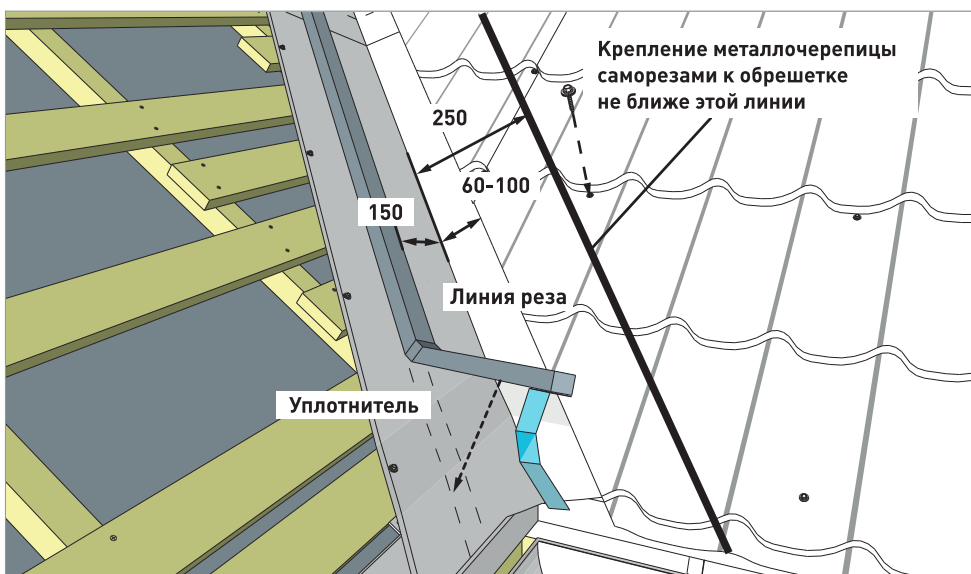 Крепление металлочерепицы
саморезами к обрешетке
не ближе этой линии
250
60-100
150
Линия реза
Уплотнитель